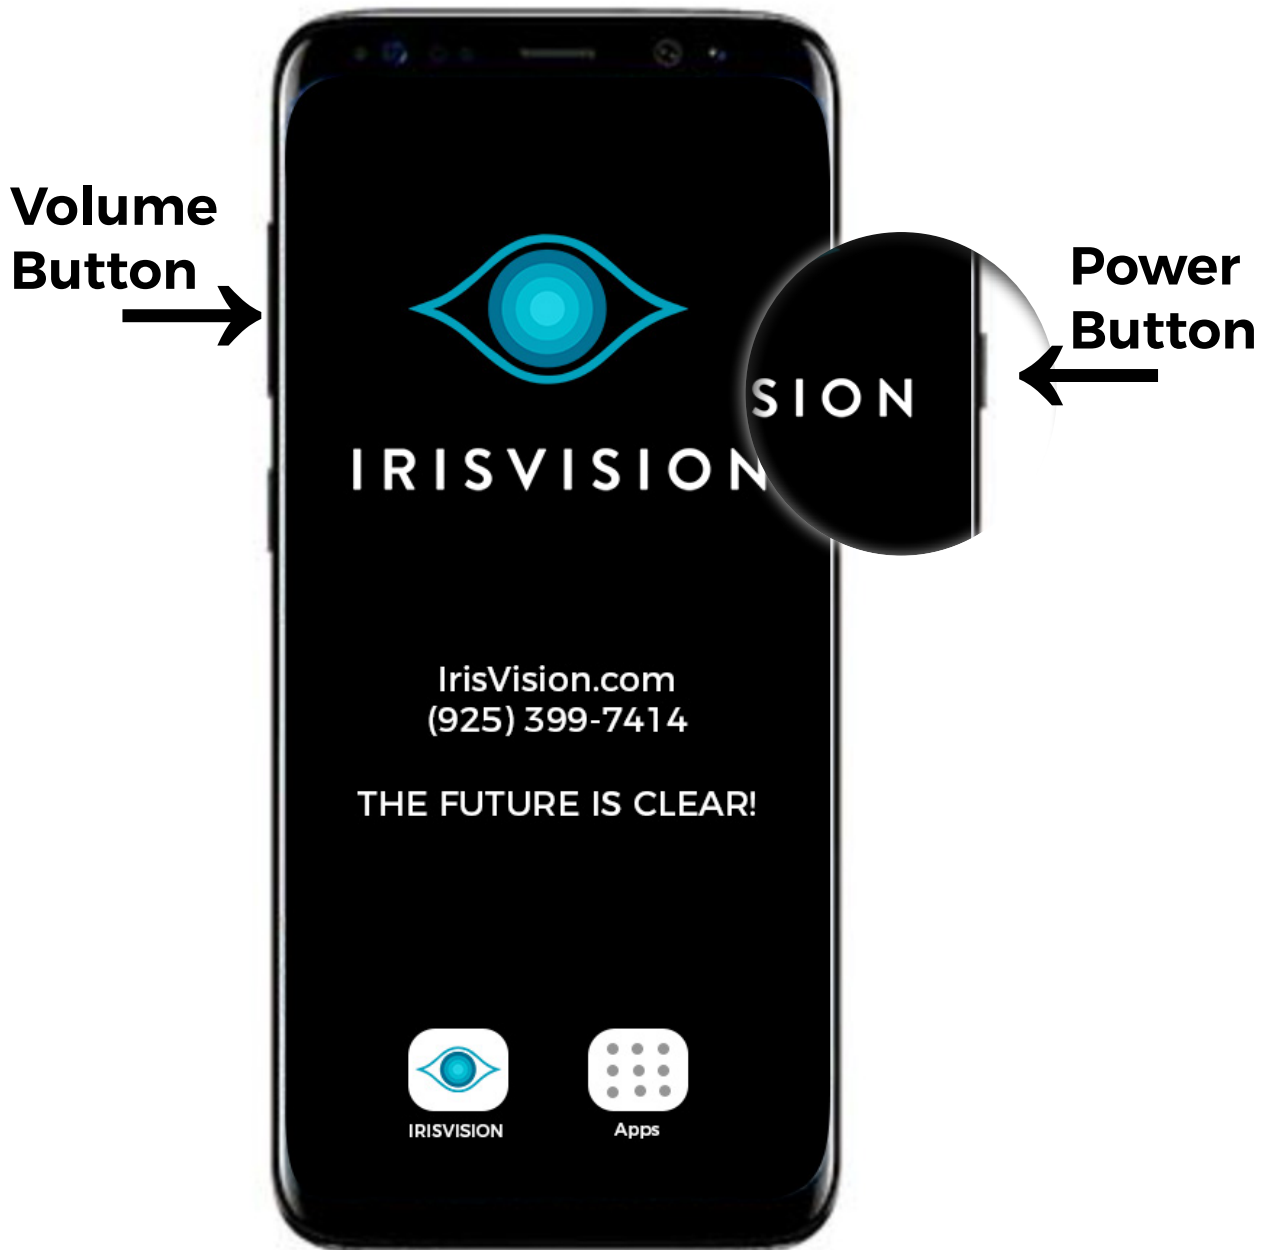 Volume
Button
Power
Button
SION
IRISVISION
IrisVision.com
(925) 399-7414
THE FUTURE IS CLEAR!
IRISVISION
Apps